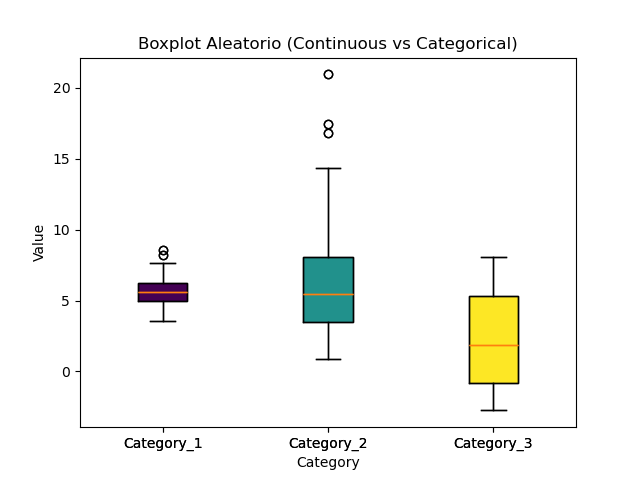 Boxplot Aleatorio (Continuous vs Categorical)
20
15
10
5
0
Value
Category_1
Category_2
Category_3
Category